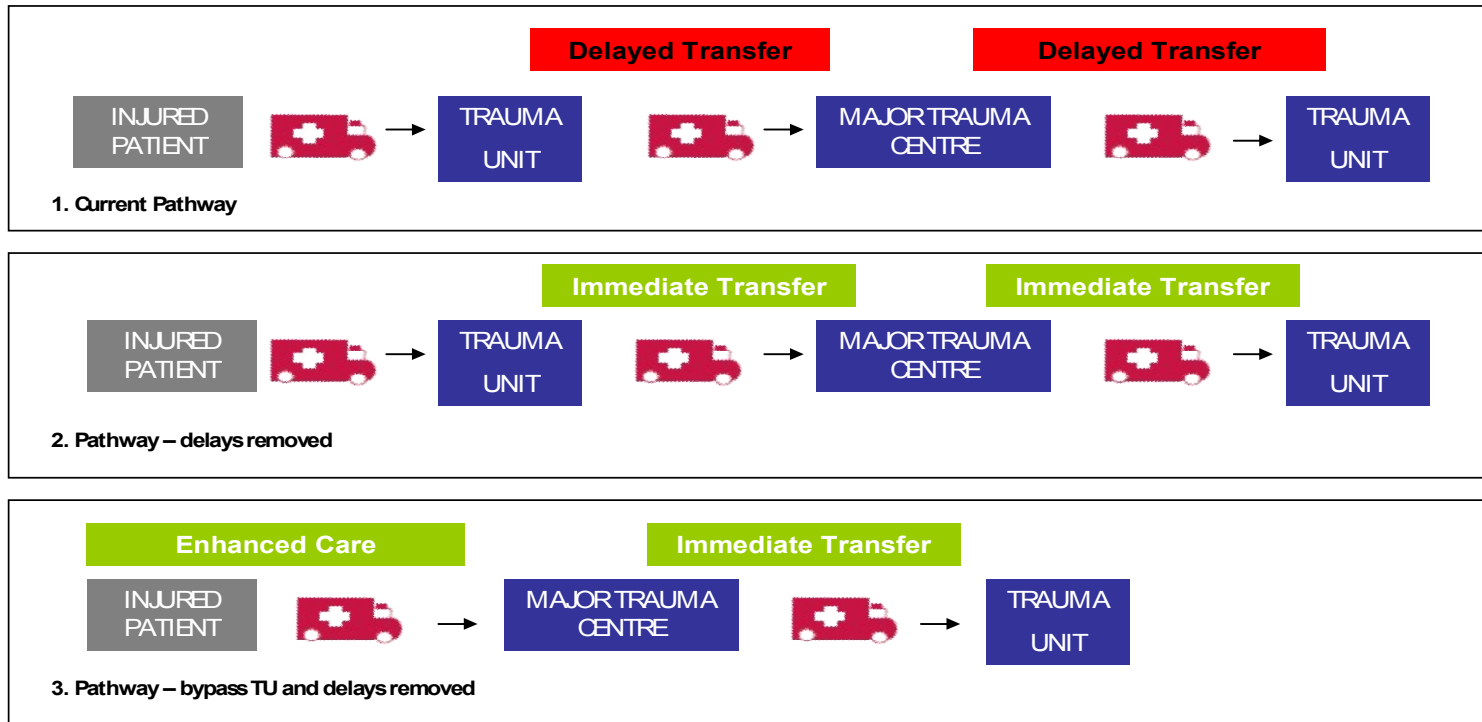 Delayed Transfer
Delayed Transfer
INJURED
PATIENT
TRAUMA
UNIT
MAJOR TRAUMA
CENTRE
TRAUMA
UNIT
1. Current Pathway
Immediate Transfer
Immediate Transfer
INJURED
PATIENT
TRAUMA
UNIT
MAJOR TRAUMA
CENTRE
TRAUMA
UNIT
2. Pathway – delays removed
Enhanced Care
Immediate Transfer
INJURED
PATIENT
MAJOR TRAUMA
CENTRE
TRAUMA
UNIT
3. Pathway – bypass TU and delays removed